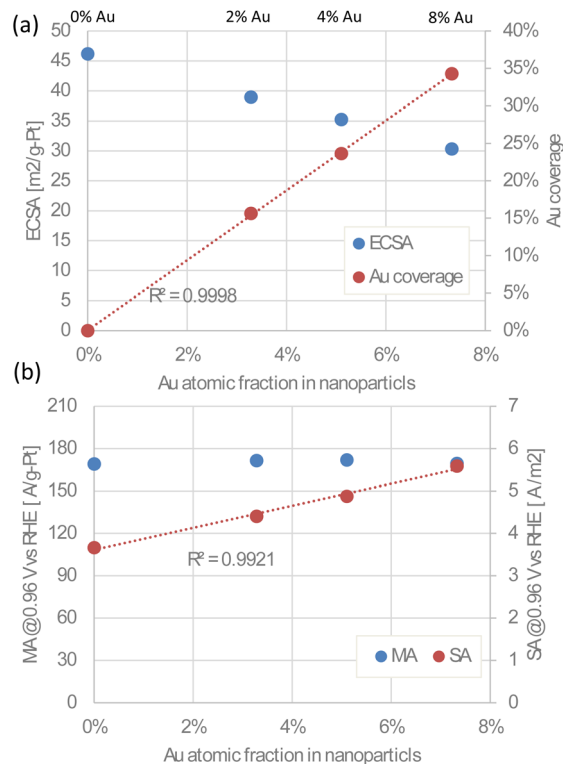 (a)
0% Au 2% Au 4% Au 8% Au
50 40%
45 35%
40 30%
35 25%
30 20%
25 15%
20 10%
15 5%
10 0%
5
0
ECSA [m2/g-Pt]
Au coverage
ECSA
Au coverage
R² = 0.9998
0% 2% 4% 6% 8%
Au atomic fraction in nanoparticls
(b)
210 7
180 6
150 5
120 4
90 3
60 2
30 1
0 0
MA@0.96 V vs RHE [ A/g-Pt]
SA@0.96 V vs RHE [ A/m2]
R² = 0.9921
MA SA
0% 2% 4% 6% 8%
Au atomic fraction in nanoparticls